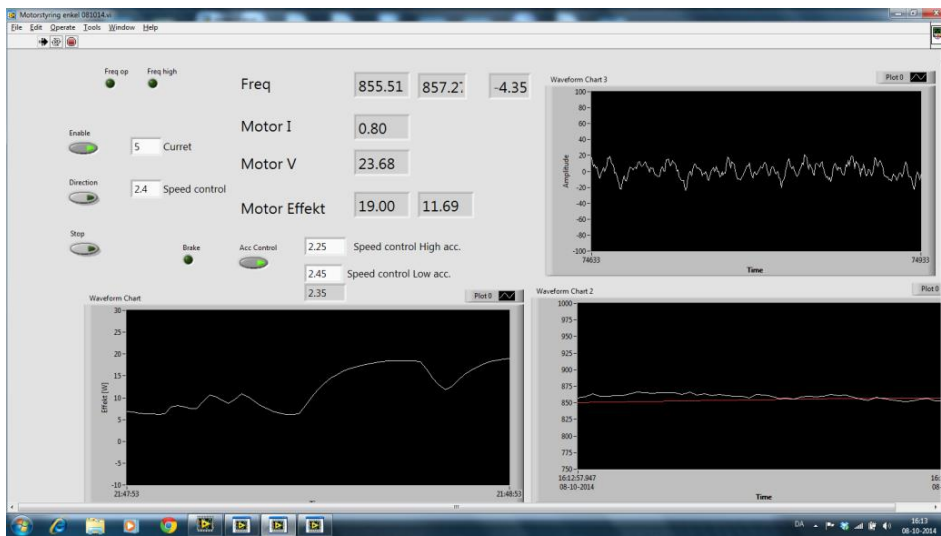 Motorstyring enkel 081014.vi
File Edit Operate Tools Window Help
Freq op Freq high
Freq 855.51 857.27 -4.35
Motor I 0.80
Motor V 23.68
Motor Effekt 19.00 11.69
Enable
5 Curret
Direction
2.4 Speed control
Stop
Brake
Acc Control
2.25 Speed control High acc.
2.45 Speed control Low acc.
2.35
Waveform Chart 3 Plot 0
100
80
60
40
20
0
-20
-40
-60
-80
-100
Amplitude
74633 74933
Time
Waveform Chart Plot 0
30
25
20
15
10
5
0
-5
-10
Effekt [W]
21:47:53 21:48:53
Waveform Chart 2 Plot 0
1000
975
950
925
900
875
850
825
800
775
750
16:12:57.947 16:
08-10-2014 08-
Time
DA 16:13
08-10-2014